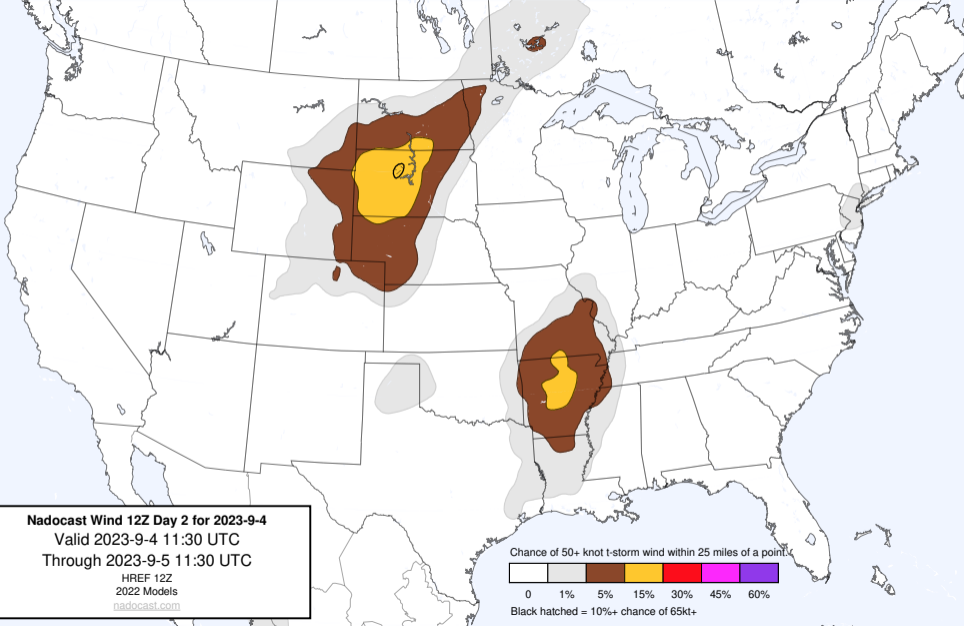 Nadocast Wind 12Z Day 2 for 2023-9-4
Valid 2023-9-4 11:30 UTC
Through 2023-9-5 11:30 UTC
HREF 12Z
2022 Models
nadocast.com
Chance of 50+ knot t-storm wind within 25 miles of a point.
0 1% 5% 15% 30% 45% 60%
Black hatched = 10%+ chance of 65kt+